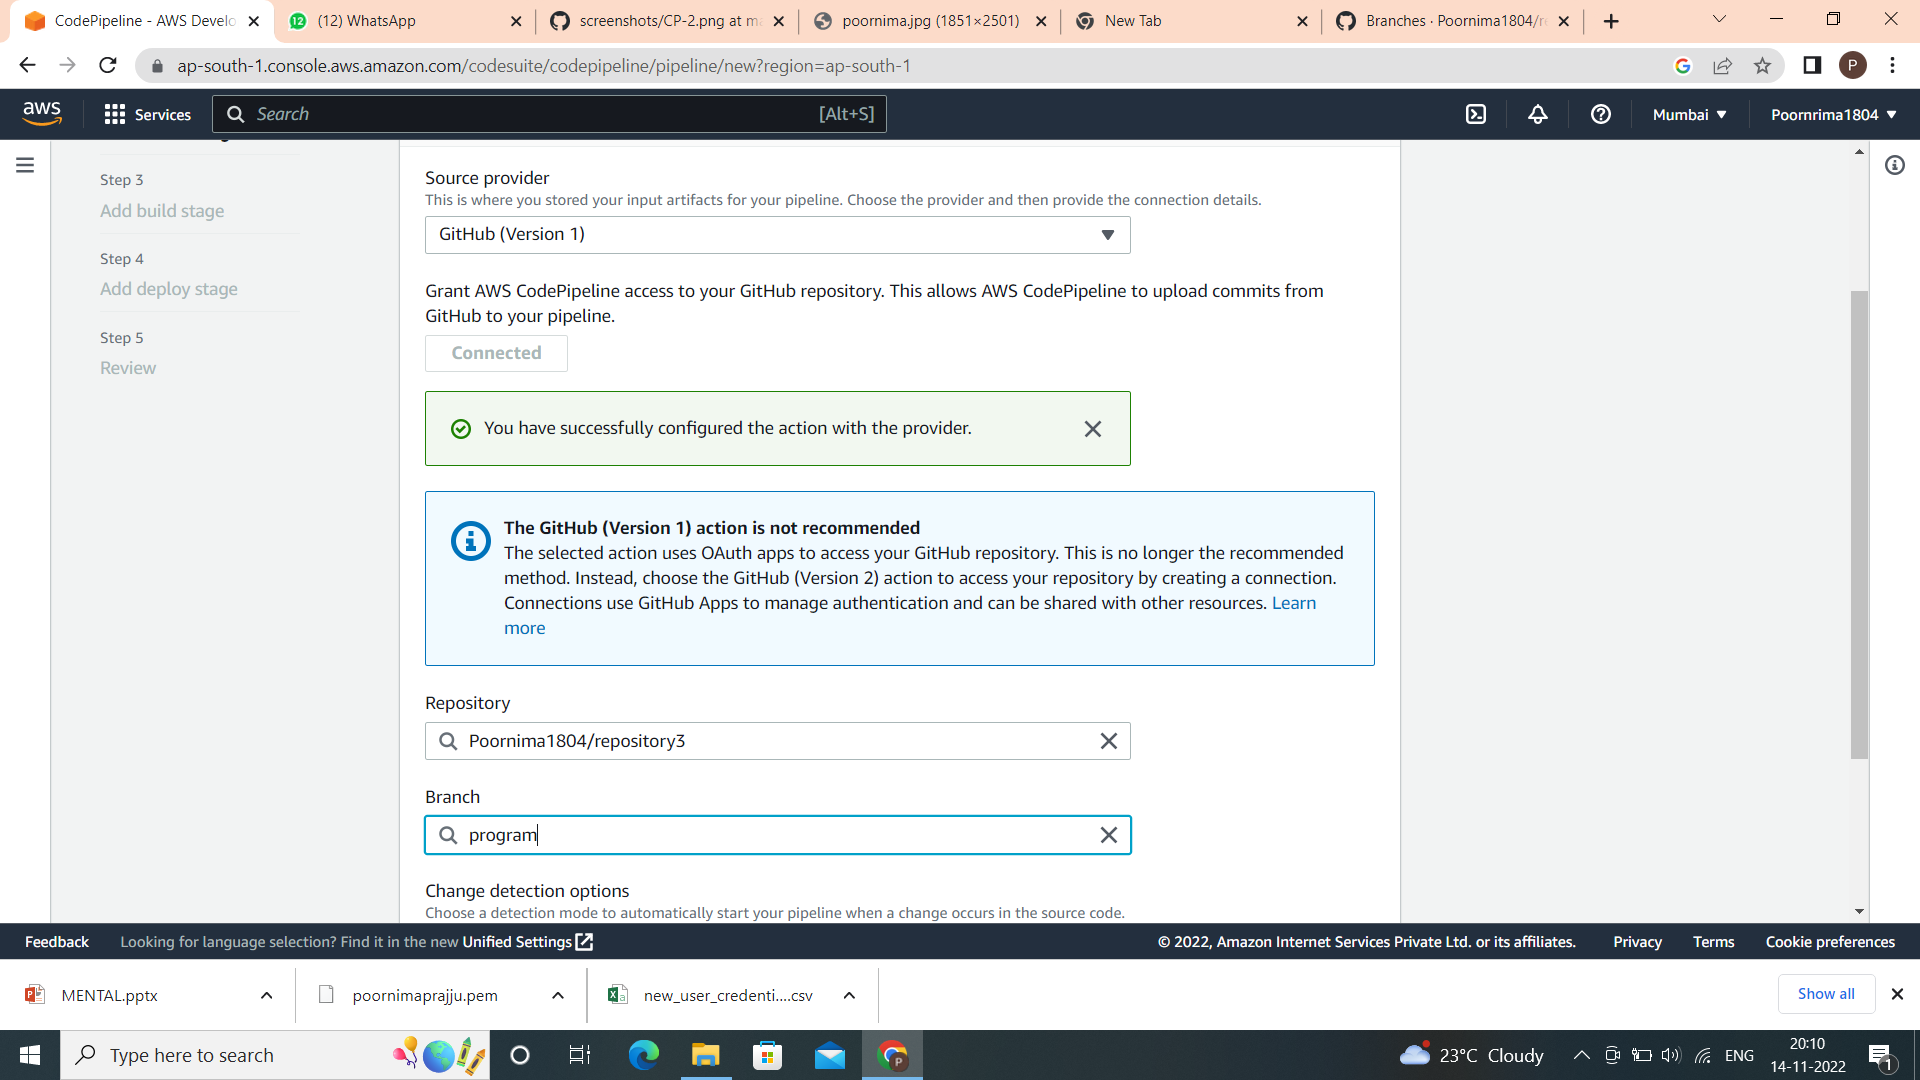 CodePipeline - AWS Develo
(12) WhatsApp
screenshots/CP-2.png at ma
poornima.jpg (1851×2501)
New Tab
Branches · Poornima1804/re
ap-south-1.console.aws.amazon.com/codesuite/codepipeline/pipeline/new?region=ap-south-1
P
aws
Services
Search
[Alt+S]
Mumbai ▼
Poornrima1804 ▼
Step 3
Add build stage
Step 4
Add deploy stage
Step 5
Review
Source provider
This is where you stored your input artifacts for your pipeline. Choose the provider and then provide the connection details.
GitHub (Version 1)
Grant AWS CodePipeline access to your GitHub repository. This allows AWS CodePipeline to upload commits from
GitHub to your pipeline.
Connected
You have successfully configured the action with the provider.
The GitHub (Version 1) action is not recommended
The selected action uses OAuth apps to access your GitHub repository. This is no longer the recommended
method. Instead, choose the GitHub (Version 2) action to access your repository by creating a connection.
Connections use GitHub Apps to manage authentication and can be shared with other resources. Learn
more
Repository
Poornima1804/repository3
Branch
program
Change detection options
Choose a detection mode to automatically start your pipeline when a change occurs in the source code.
Feedback
Looking for language selection? Find it in the new Unified Settings
© 2022, Amazon Internet Services Private Ltd. or its affiliates.
Privacy
Terms
Cookie preferences
MENTAL.pptx
poornimaprajju.pem
new_user_credenti....csv
Show all
Type here to search
23°C Cloudy
ENG
20:10
14-11-2022
1